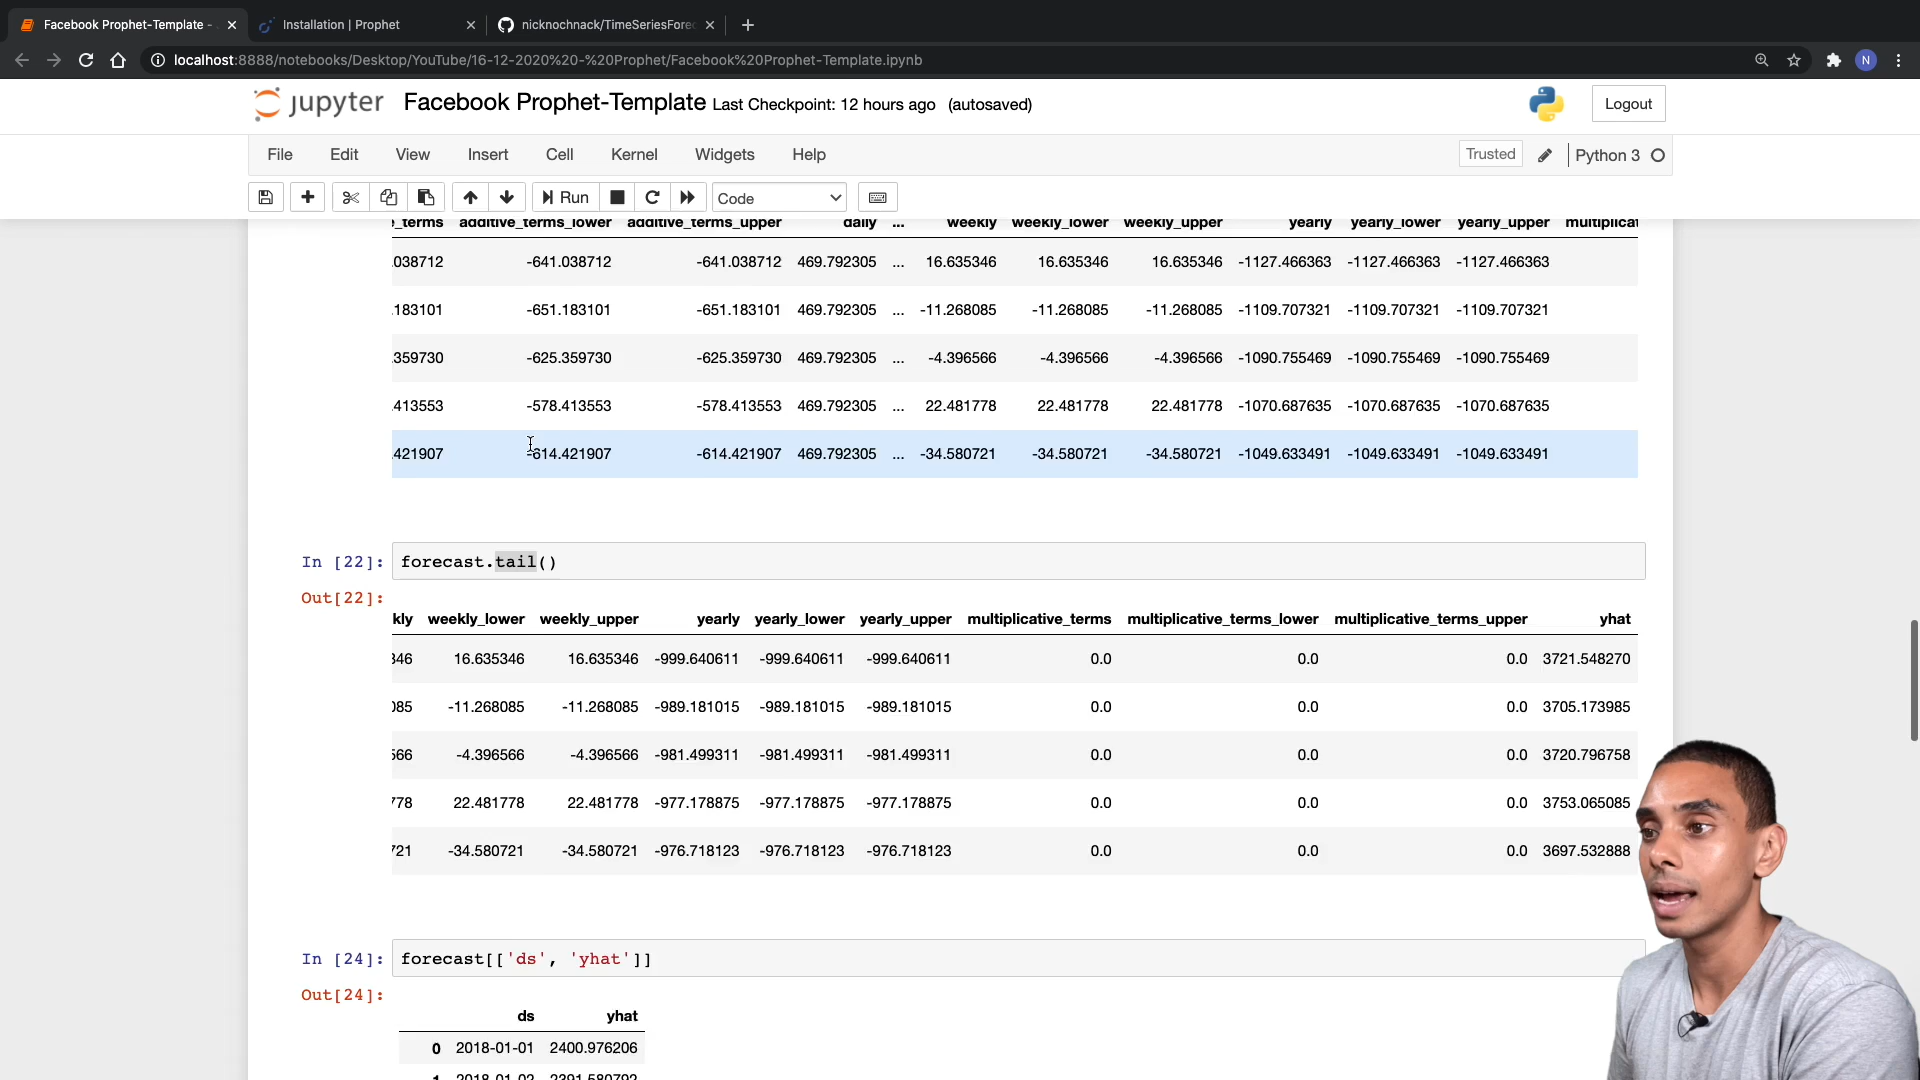 Facebook Prophet-Template -
Installation | Prophet
nicknochnack/TimeSeriesFore
localhost:8888/notebooks/Desktop/YouTube/16-12-2020%20-%20Prophet/Facebook%20Prophet-Template.ipynb
N
jupyter Facebook Prophet-Template Last Checkpoint: 12 hours ago (autosaved)
Logout
File Edit View Insert Cell Kernel Widgets Help
Trusted Python 3
Run Code
_terms additive_terms_lower additive_terms_upper daily ... weekly weekly_lower weekly_upper yearly yearly_lower yearly_upper multiplicat
.038712 -641.038712 -641.038712 469.792305 ... 16.635346 16.635346 16.635346 -1127.466363 -1127.466363 -1127.466363
.183101 -651.183101 -651.183101 469.792305 ... -11.268085 -11.268085 -11.268085 -1109.707321 -1109.707321 -1109.707321
.359730 -625.359730 -625.359730 469.792305 ... -4.396566 -4.396566 -4.396566 -1090.755469 -1090.755469 -1090.755469
.413553 -578.413553 -578.413553 469.792305 ... 22.481778 22.481778 22.481778 -1070.687635 -1070.687635 -1070.687635
.421907 -614.421907 -614.421907 469.792305 ... -34.580721 -34.580721 -34.580721 -1049.633491 -1049.633491 -1049.633491
In [22]: forecast.tail()
Out[22]:
kly weekly_lower weekly_upper yearly yearly_lower yearly_upper multiplicative_terms multiplicative_terms_lower multiplicative_terms_upper yhat
346 16.635346 16.635346 -999.640611 -999.640611 -999.640611 0.0 0.0 0.0 3721.548270
085 -11.268085 -11.268085 -989.181015 -989.181015 -989.181015 0.0 0.0 0.0 3705.173985
566 -4.396566 -4.396566 -981.499311 -981.499311 -981.499311 0.0 0.0 0.0 3720.796758
778 22.481778 22.481778 -977.178875 -977.178875 -977.178875 0.0 0.0 0.0 3753.065085
721 -34.580721 -34.580721 -976.718123 -976.718123 -976.718123 0.0 0.0 0.0 3697.532888
In [24]: forecast[['ds', 'yhat']]
Out[24]:
ds yhat
0 2018-01-01 2400.976206
1 2018-01-02 2391.580792